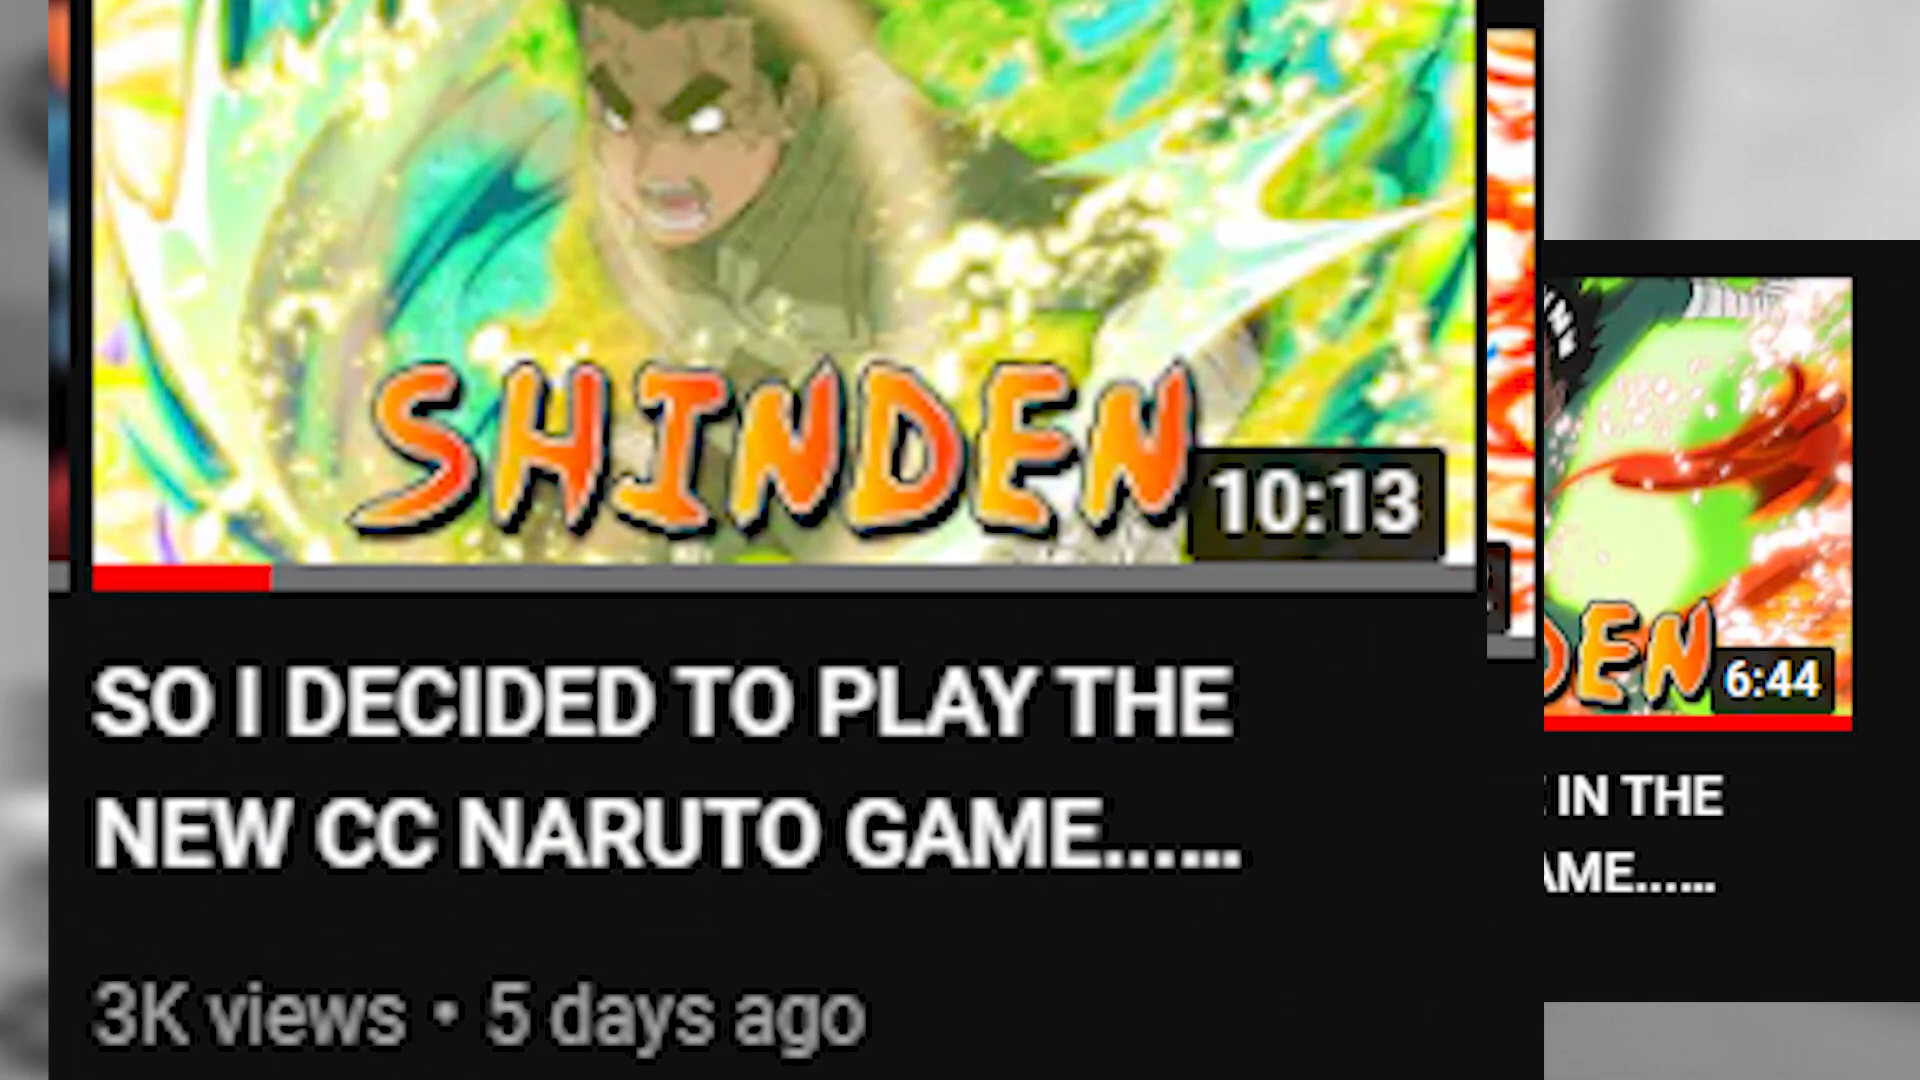 SHINDEN
10:13
SO I DECIDED TO PLAY THE
NEW CC NARUTO GAME......
3K views • 5 days ago
DEN
6:44
IN THE
AME......